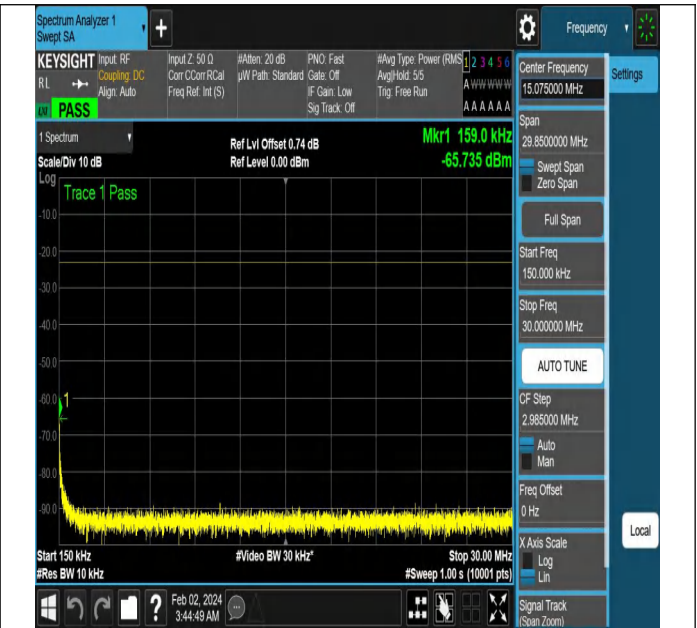 Spectrum Analyzer 1
Swept SA
+
Frequency
KEYSIGHT
RL
PASS
Input: RF
Coupling: DC
Align: Auto
Input Z: 50 Ω
Corr CCorr RCal
Freq Ref: Int (S)
#Atten: 20 dB
µW Path: Standard
PNO: Fast
Gate: Off
IF Gain: Low
Sig Track: Off
#Avg Type: Power (RMS
Avg|Hold: 5/5
Trig: Free Run
1 2 3 4 5 6
A W W W W W
A A A A A A
1 Spectrum
Scale/Div 10 dB
Ref Lvl Offset 0.74 dB
Ref Level 0.00 dBm
Mkr1 159.0 kHz
-65.735 dBm
Log
Trace 1 Pass
-10.0
-20.0
-30.0
-40.0
-50.0
-60.0
-70.0
-80.0
-90.0
1
Start 150 kHz
#Res BW 10 kHz
#Video BW 30 kHz*
Stop 30.00 MHz
#Sweep 1.00 s (10001 pts)
Feb 02, 2024
3:44:49 AM
?
Center Frequency
15.075000 MHz
Settings
Span
29.8500000 MHz
Swept Span
Zero Span
Full Span
Start Freq
150.000 kHz
Stop Freq
30.000000 MHz
AUTO TUNE
CF Step
2.985000 MHz
Auto
Man
Freq Offset
0 Hz
X Axis Scale
Log
Lin
Local
Signal Track
(Span Zoom)